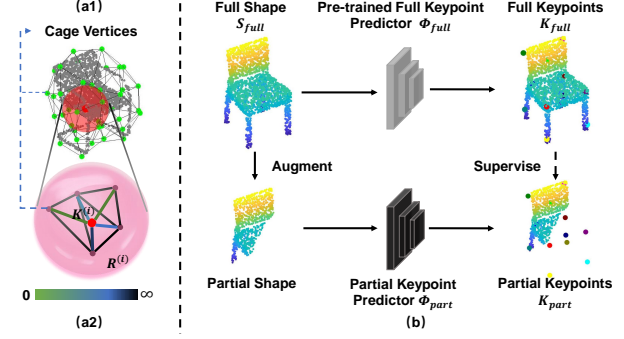 (a1)
Cage Vertices
K^(i)
R^(i)
0
∞
(a2)
Full Shape
S_full
Pre-trained Full Keypoint
Predictor Φ_full
Full Keypoints
K_full
Augment
Supervise
Partial Shape
Partial Keypoint
Predictor Φ_part
Partial Keypoints
K_part
(b)